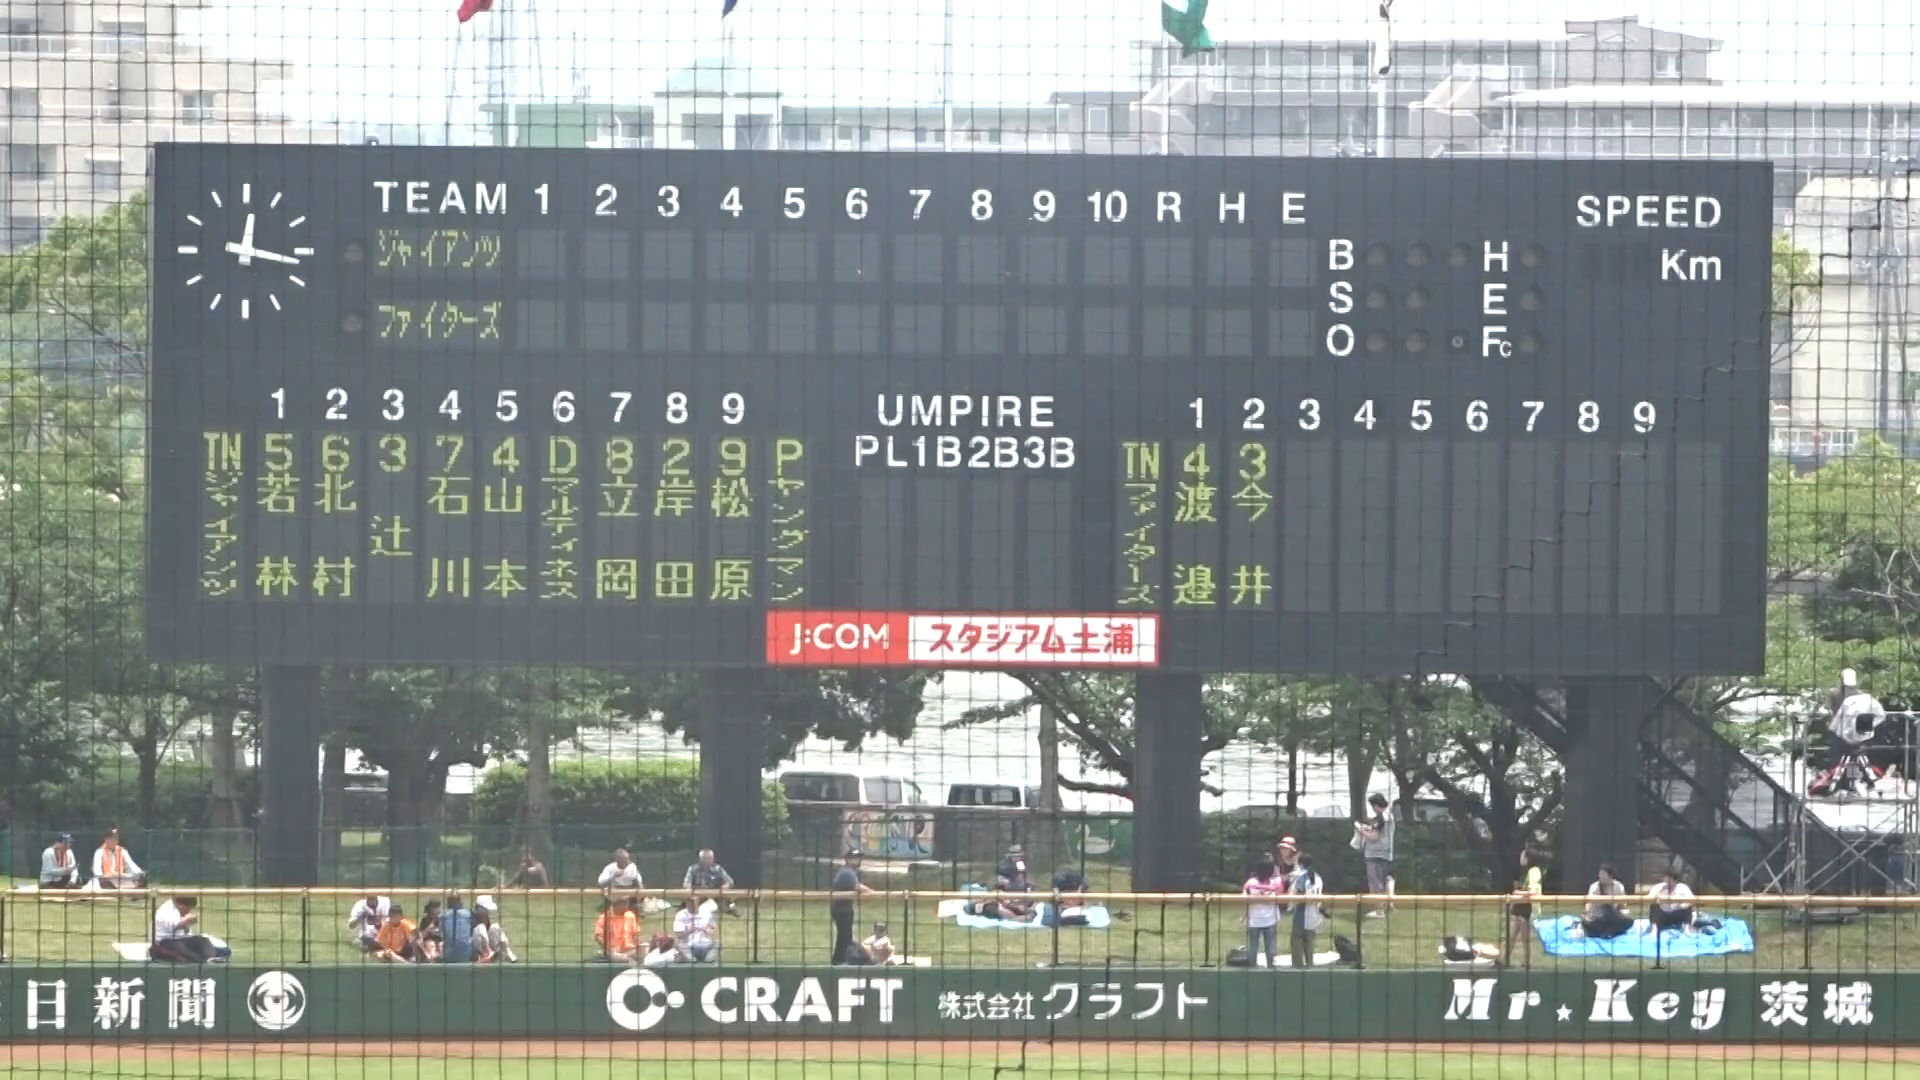 TEAM 1 2 3 4 5 6 7 8 9 10 R H E
SPEED
ジャイアンツ
B H
Km
S E
ファイターズ
O Fc
1 2 3 4 5 6 7 8 9
UMPIRE
PL 1B 2B 3B
1 2 3 4 5 6 7 8 9
TN 5 6 3 7 4 D 8 2 9 P
ジャイアンツ
若林
北村
辻
石川
山本
マルティネス
立岡
岸田
松原
ヤングマン
TN 4 3
ファイターズ
渡邉
今井
J:COM スタジアム土浦
日新聞
CRAFT 株式会社クラフト
Mr.★Key 茨城